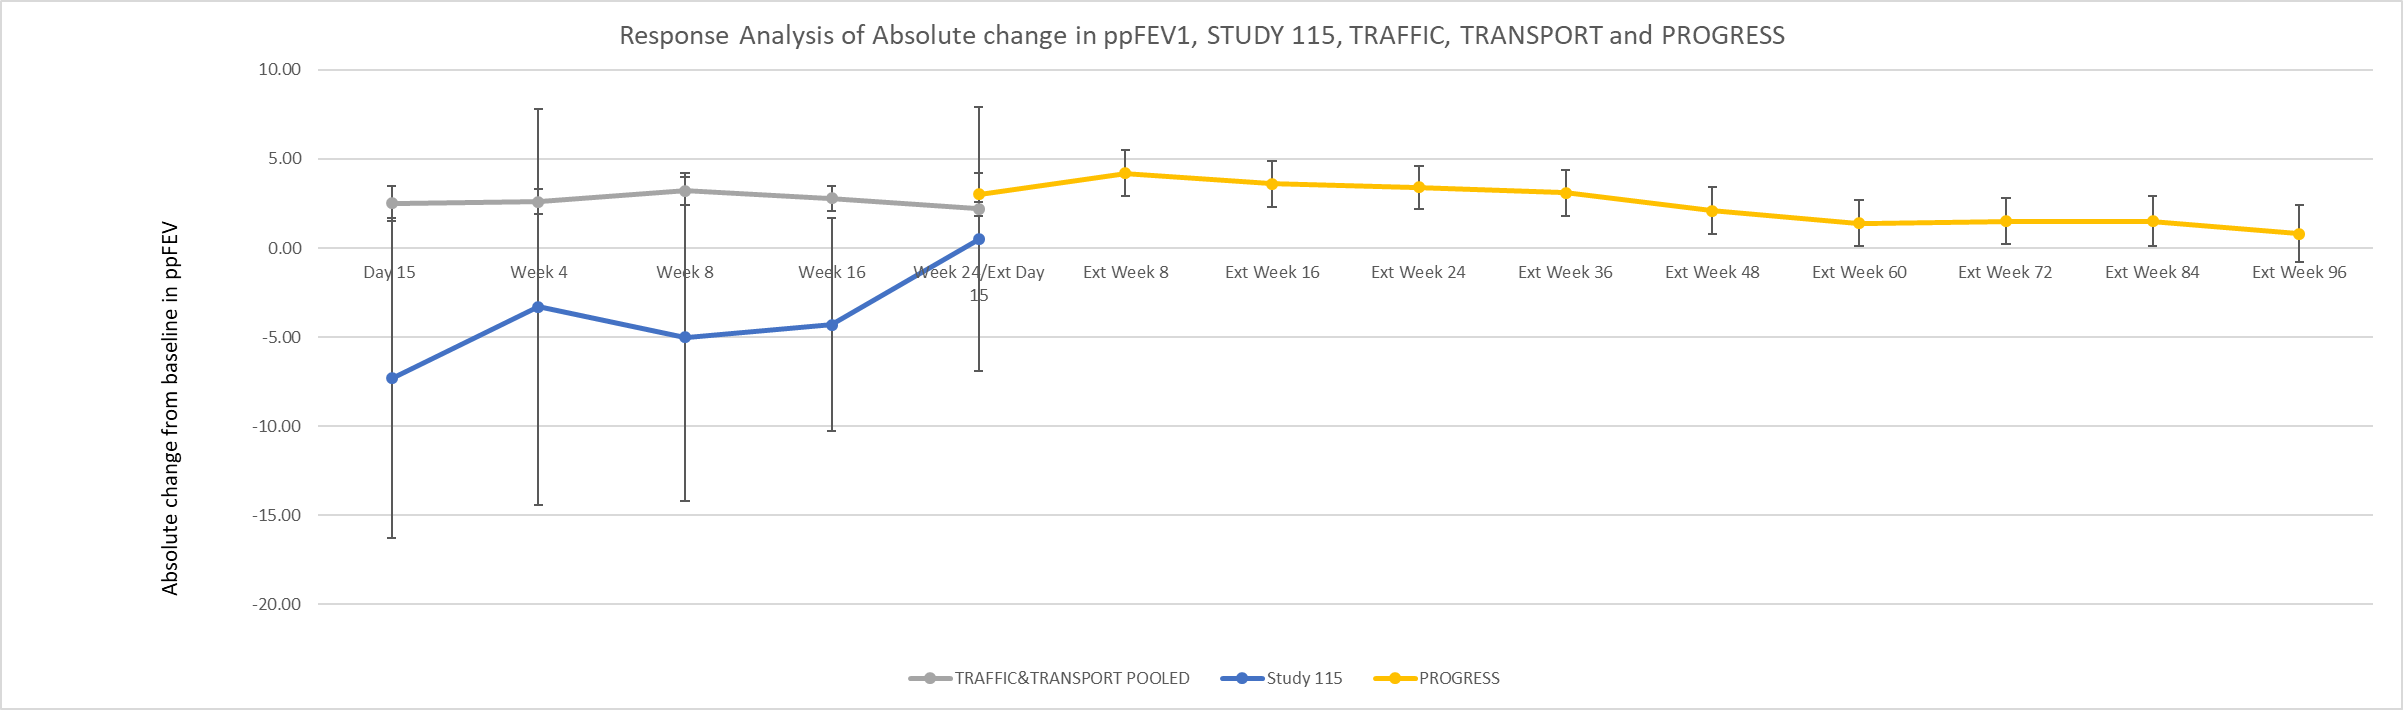 Response Analysis of Absolute change in ppFEV1, STUDY 115, TRAFFIC, TRANSPORT and PROGRESS
Absolute change from baseline in ppFEV
10.00
5.00
0.00
-5.00
-10.00
-15.00
-20.00
Day 15
Week 4
Week 8
Week 16
Week 24/Ext Day
15
Ext Week 8
Ext Week 16
Ext Week 24
Ext Week 36
Ext Week 48
Ext Week 60
Ext Week 72
Ext Week 84
Ext Week 96
TRAFFIC&TRANSPORT POOLED
Study 115
PROGRESS